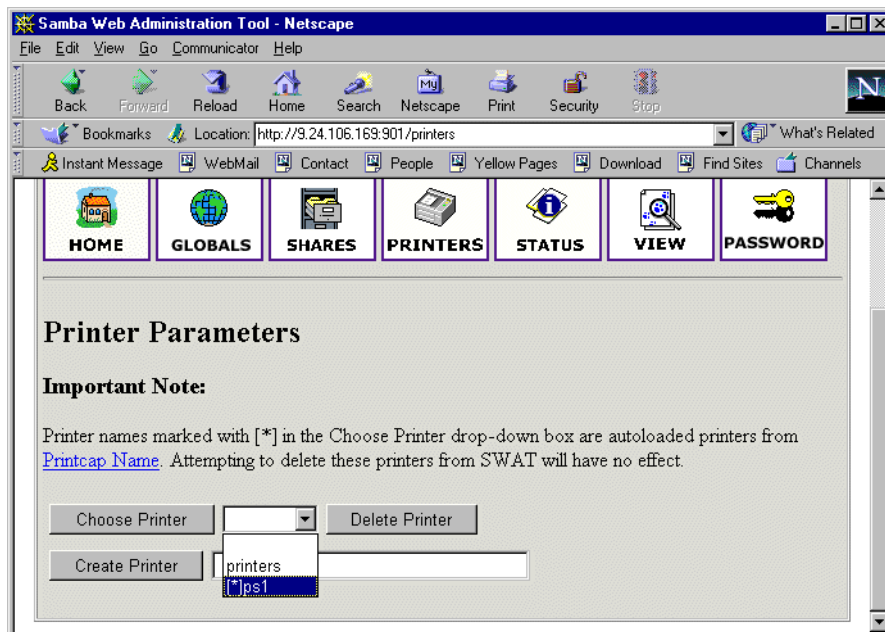 Samba Web Administration Tool - Netscape
File Edit View Go Communicator Help
My
Back Forward Reload Home Search Netscape Print Security Stop
N
Bookmarks Location: http://9.24.106.169:901/printers What's Related
Instant Message WebMail Contact People Yellow Pages Download Find Sites Channels
HOME GLOBALS SHARES PRINTERS STATUS VIEW PASSWORD
Printer Parameters
Important Note:
Printer names marked with [*] in the Choose Printer drop-down box are autoloaded printers from
Printcap Name. Attempting to delete these printers from SWAT will have no effect.
Choose Printer Delete Printer
Create Printer
printers
[*]ps1